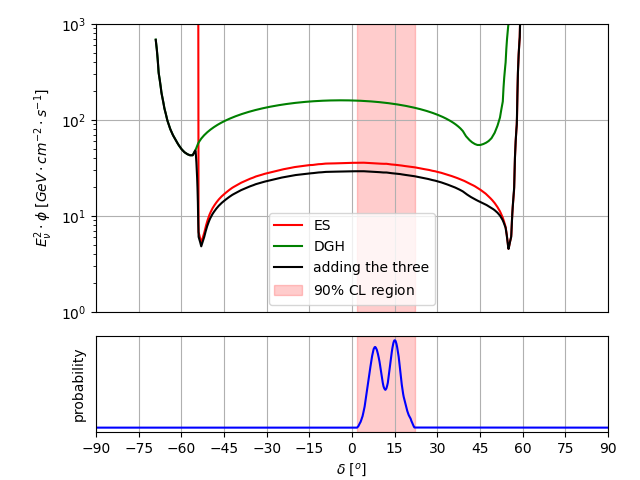 10³
10²
10¹
10⁰
E²ᵥ · ϕ [GeV · cm⁻² · s⁻¹]
ES
DGH
adding the three
90% CL region
probability
−90 −75 −60 −45 −30 −15 0 15 30 45 60 75 90
δ [°]